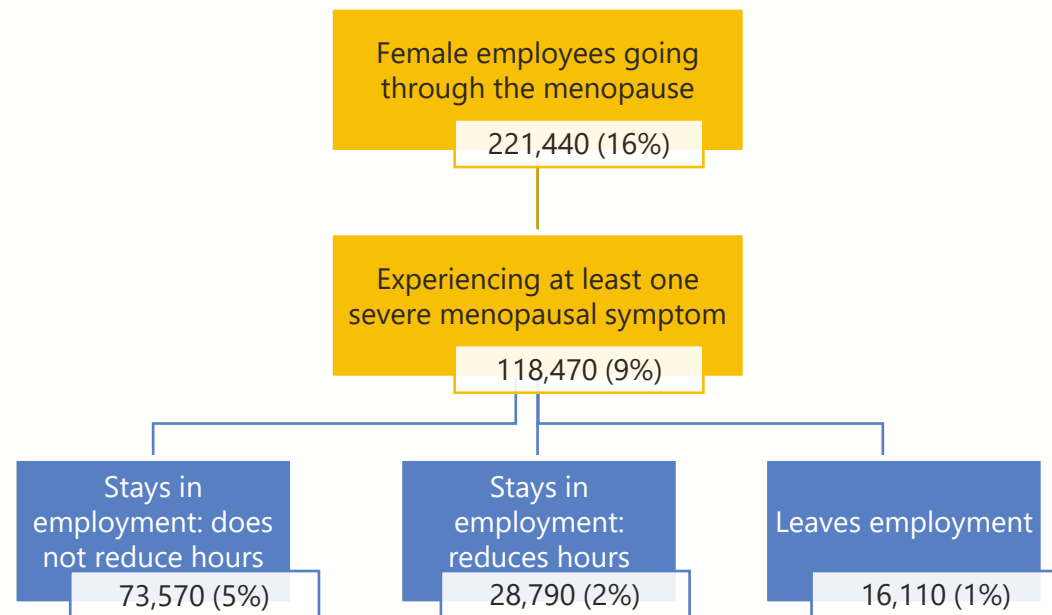 Female employees going
through the menopause
221,440 (16%)
Experiencing at least one
severe menopausal symptom
118,470 (9%)
Stays in
employment: does
not reduce hours
73,570 (5%)
Stays in
employment:
reduces hours
28,790 (2%)
Leaves employment
16,110 (1%)